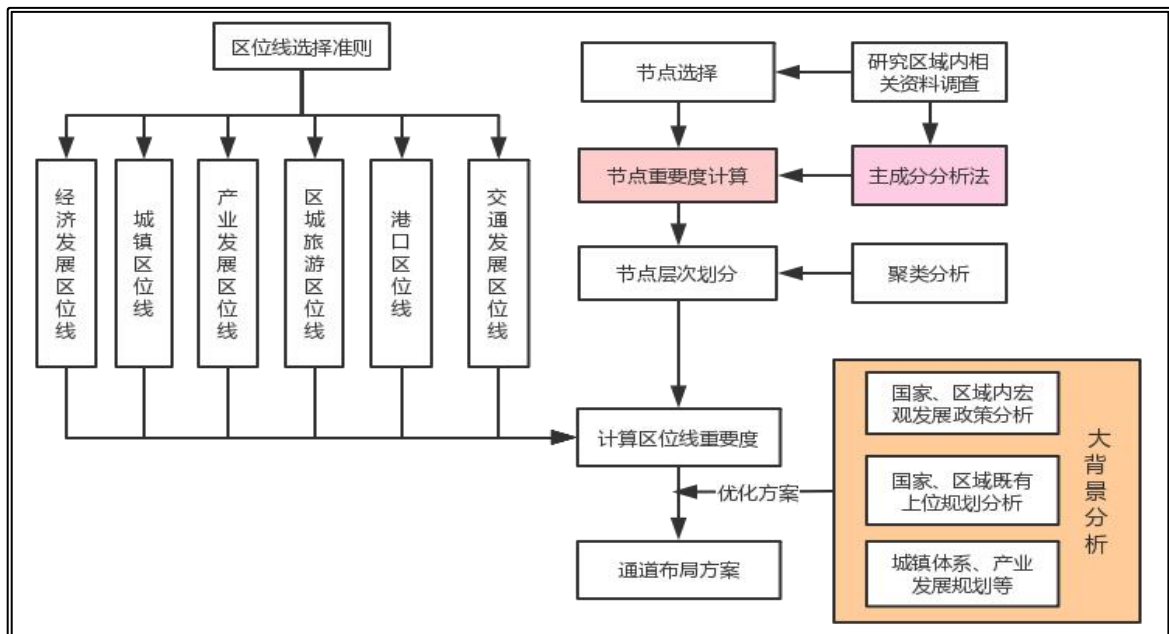 区位线选择准则
经济发展区位线
城镇区位线
产业发展区位线
区城旅游区位线
港口区位线
交通发展区位线
节点选择
研究区域内相
关资料调查
节点重要度计算
主成分分析法
节点层次划分
聚类分析
计算区位线重要度
优化方案
通道布局方案
国家、区域内宏
观发展政策分析
国家、区域既有
上位规划分析
城镇体系、产业
发展规划等
大背景分析